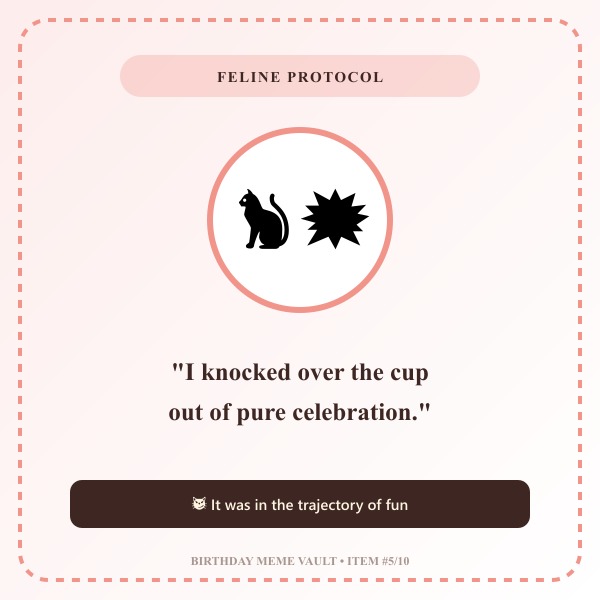 FELINE PROTOCOL
"I knocked over the cup
out of pure celebration."
😼 It was in the trajectory of fun
BIRTHDAY MEME VAULT • ITEM #5/10